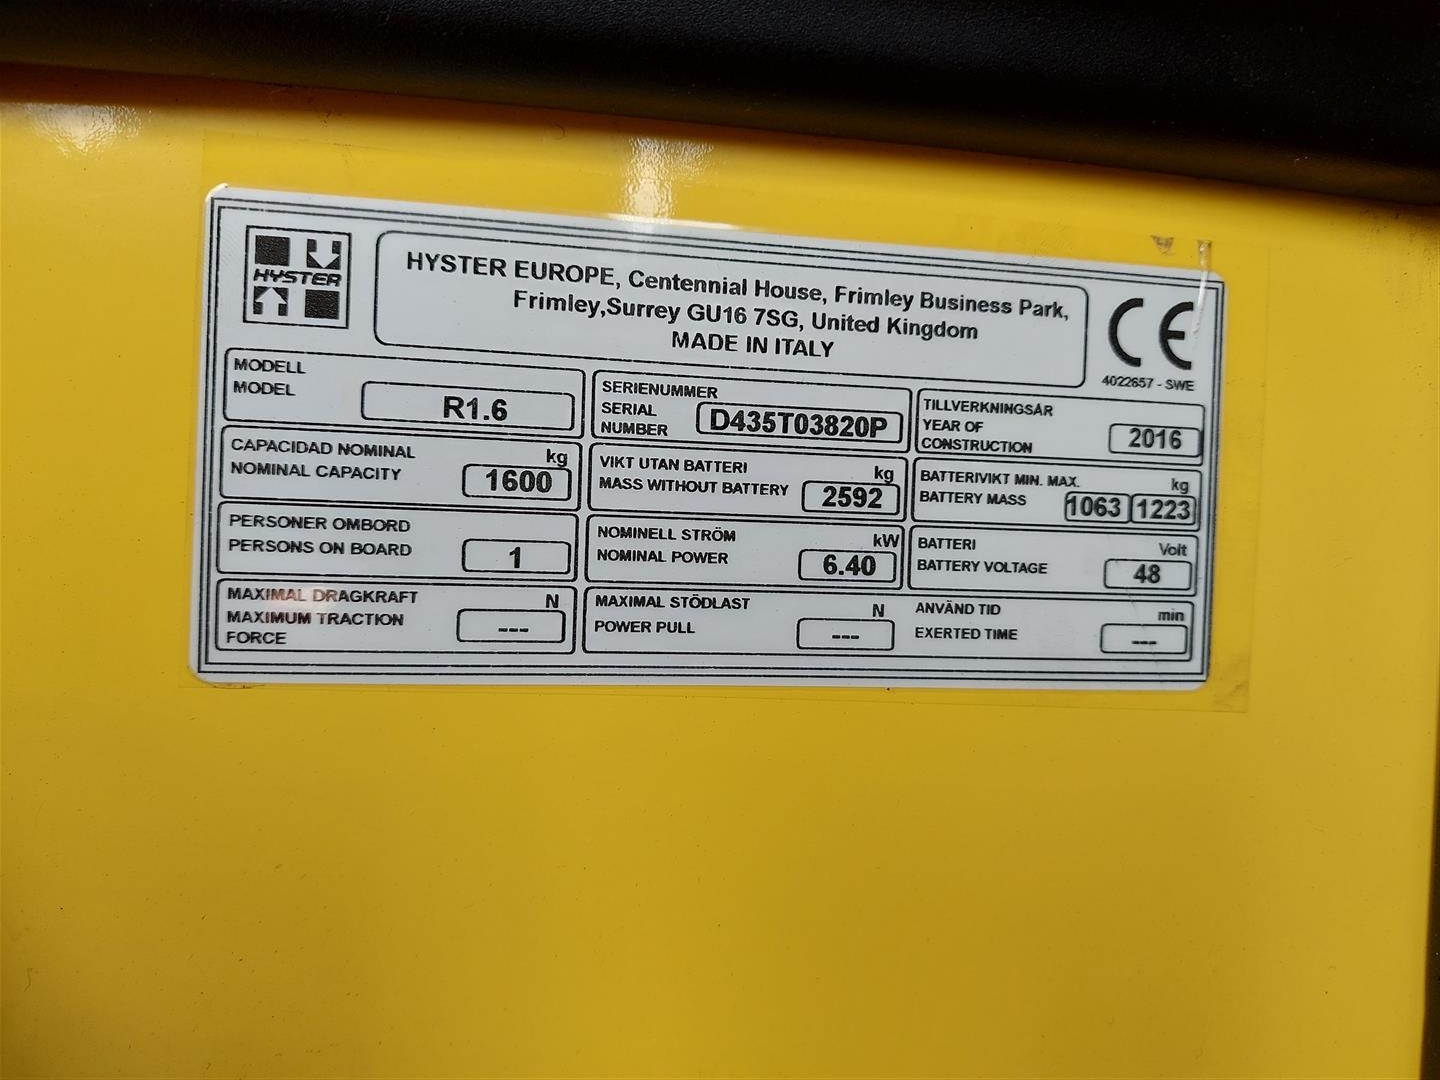 HYSTER
HYSTER EUROPE, Centennial House, Frimley Business Park,
Frimley,Surrey GU16 7SG, United Kingdom
MADE IN ITALY
CE
4022657 - SWE
MODELL
MODEL
R1.6
SERIENUMMER
SERIAL
NUMBER
D435T03820P
TILLVERKNINGSÅR
YEAR OF
CONSTRUCTION
2016
CAPACIDAD NOMINAL
NOMINAL CAPACITY
kg
1600
VIKT UTAN BATTERI
MASS WITHOUT BATTERY
kg
2592
BATTERIVIKT MIN. MAX.
BATTERY MASS
kg
1063 1223
PERSONER OMBORD
PERSONS ON BOARD
1
NOMINELL STRÖM
NOMINAL POWER
kW
6.40
BATTERI
BATTERY VOLTAGE
Volt
48
MAXIMAL DRAGKRAFT
MAXIMUM TRACTION
FORCE
N
---
MAXIMAL STÖDLAST
POWER PULL
N
---
ANVÄND TID
EXERTED TIME
min
---